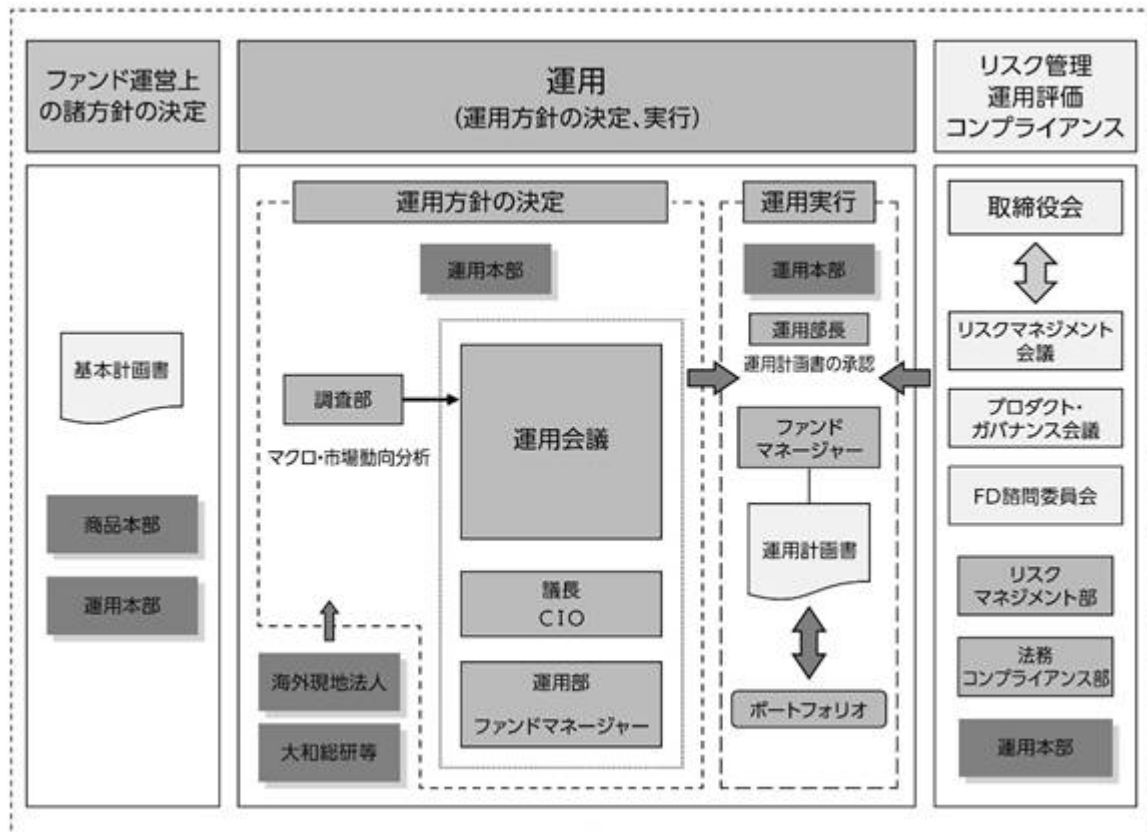 ファンド運営上
の諸方針の決定
基本計画書
商品本部
運用本部
運用
(運用方針の決定、実行)
運用方針の決定
運用本部
調査部
マクロ・市場動向分析
運用会議
議長
CIO
運用部
ファンドマネージャー
海外現地法人
大和総研等
運用実行
運用本部
運用部長
運用計画書の承認
ファンド
マネージャー
運用計画書
ポートフォリオ
リスク管理
運用評価
コンプライアンス
取締役会
リスクマネジメント
会議
プロダクト・
ガバナンス会議
FD諮問委員会
リスク
マネジメント部
法務
コンプライアンス部
運用本部